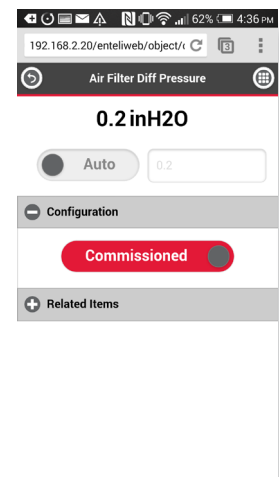 62% 4:36 PM
192.168.2.20/enteliweb/object/ 3
Air Filter Diff Pressure
0.2 inH2O
Auto 0.2
Configuration
Commissioned
Related Items